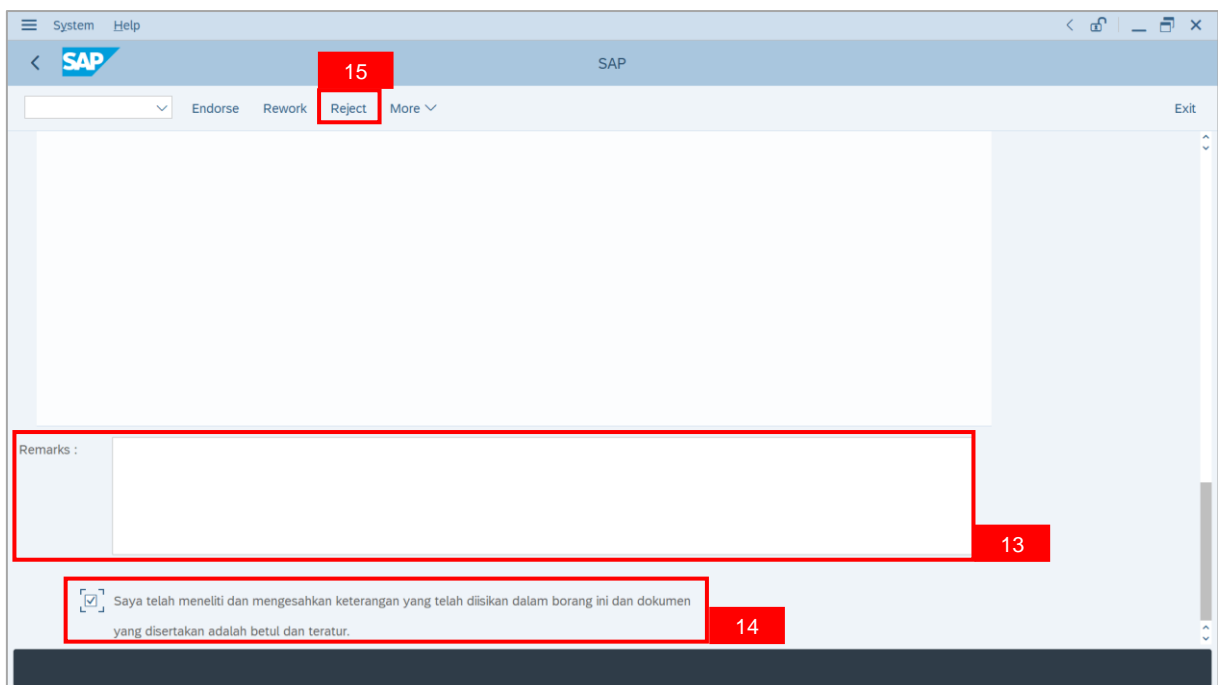 System Help
SAP
SAP
15
Endorse Rework Reject More Exit
Remarks :
13
Saya telah meneliti dan mengesahkan keterangan yang telah diisikan dalam borang ini dan dokumen
yang disertakan adalah betul dan teratur.
14